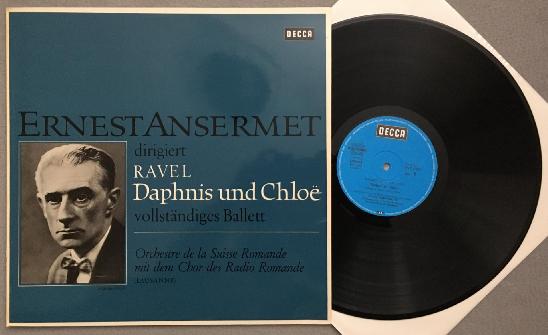 DECCA
ERNEST ANSERMET
dirigiert
RAVEL
Daphnis und Chloë
vollständiges Ballett
Orchestre de la Suisse Romande
mit dem Chor des Radio Romande
(LAUSANNE)
DECCA